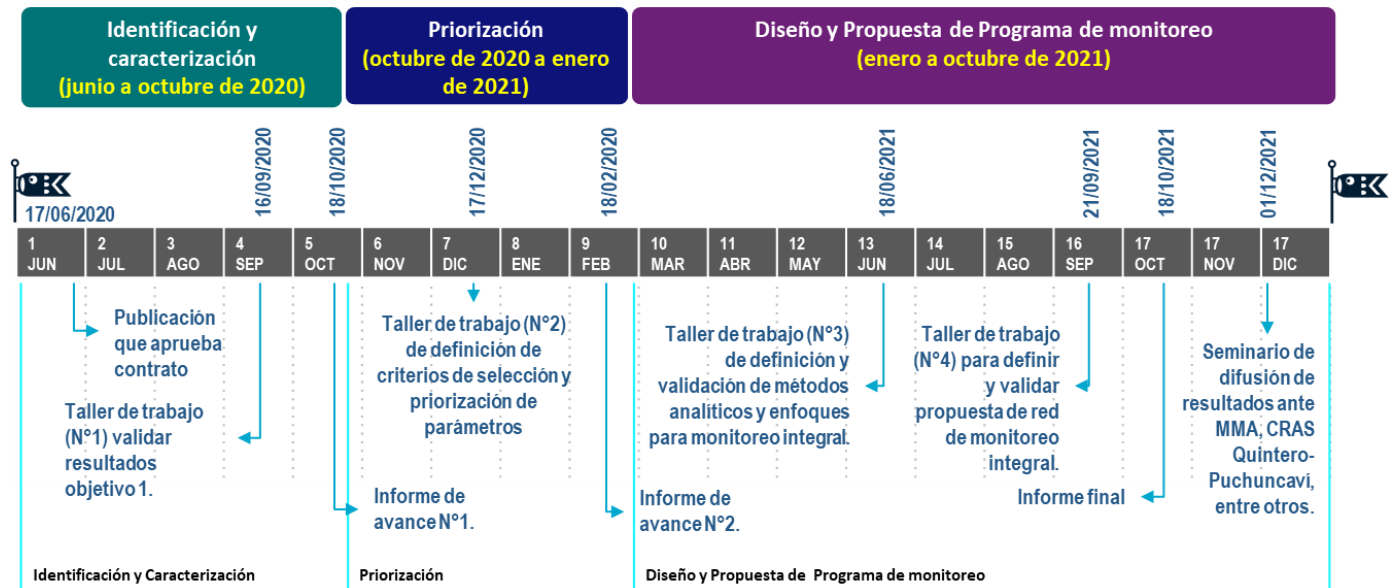 Identificación y
caracterización
(junio a octubre de 2020)
Priorización
(octubre de 2020 a enero
de 2021)
Diseño y Propuesta de Programa de monitoreo
(enero a octubre de 2021)
17/06/2020
16/09/2020
18/10/2020
17/12/2020
18/02/2020
18/06/2021
21/09/2021
18/10/2021
01/12/2021
1 2 3 4 5 6 7 8 9 10 11 12 13 14 15 16 17 17 17
JUN JUL AGO SEP OCT NOV DIC ENE FEB MAR ABR MAY JUN JUL AGO SEP OCT NOV DIC
Publicación
que aprueba
contrato
Taller de trabajo
(N°1) validar
resultados
objetivo 1.
Informe de
avance N°1.
Taller de trabajo (N°2)
de definición de
criterios de selección y
priorización de
parámetros
Informe de
avance N°2.
Taller de trabajo (N°3)
de definición y
validación de métodos
analíticos y enfoques
para monitoreo integral.
Taller de trabajo
(N°4) para definir
y validar
propuesta de red
de monitoreo
integral.
Informe final
Seminario de
difusión de
resultados ante
MMA, CRAS
Quintero-
Puchuncaví,
entre otros.
Identificación y Caracterización
Priorización
Diseño y Propuesta de Programa de monitoreo